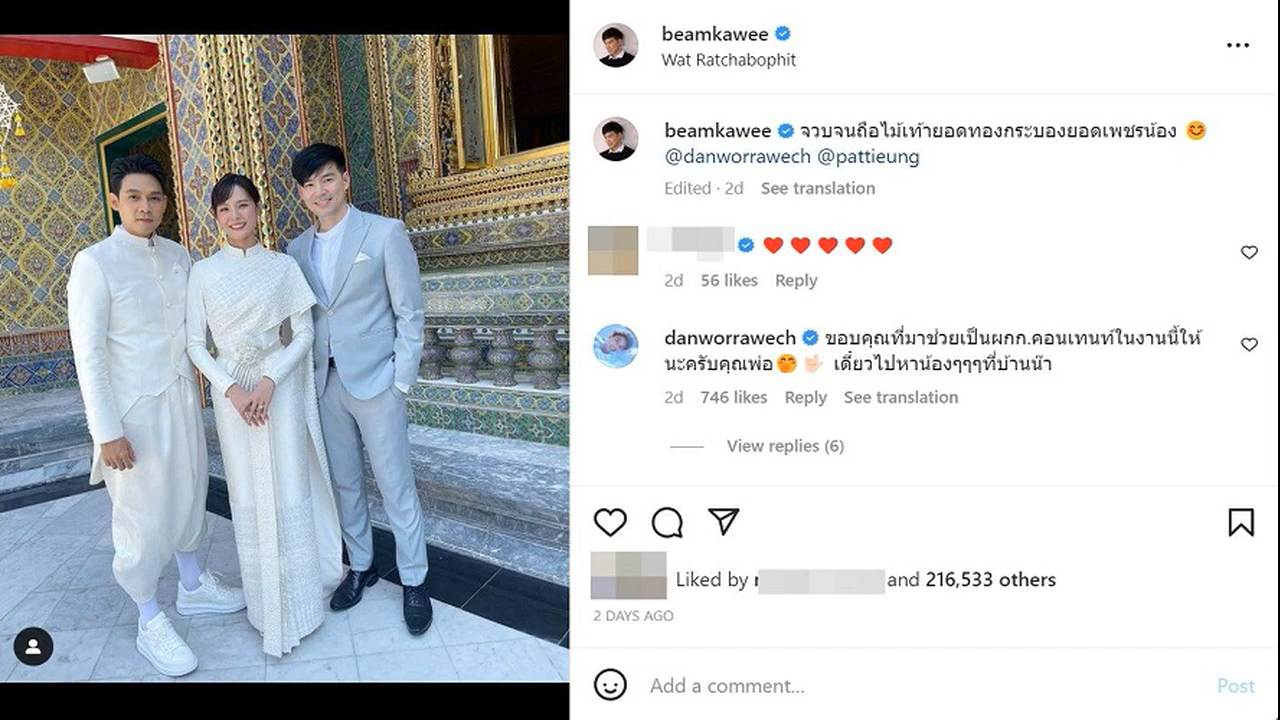 beamkawee
Wat Ratchabophit
beamkawee จวบจนถือไม้เท้ายอดทองกระบองยอดเพชรน้อง 😊
@danworrawech @pattieung
Edited · 2d See translation
❤️ ❤️ ❤️ ❤️ ❤️
2d 56 likes Reply
danworrawech ขอบคุณที่มาช่วยเป็นผกก.คอนเทนท์ในงานนี้ให้
นะครับคุณพ่อ🤭🤟🏻 เดี๋ยวไปหาน้องๆๆๆที่บ้านน๊า
2d 746 likes Reply See translation
View replies (6)
Liked by and 216,533 others
2 DAYS AGO
Add a comment...
Post